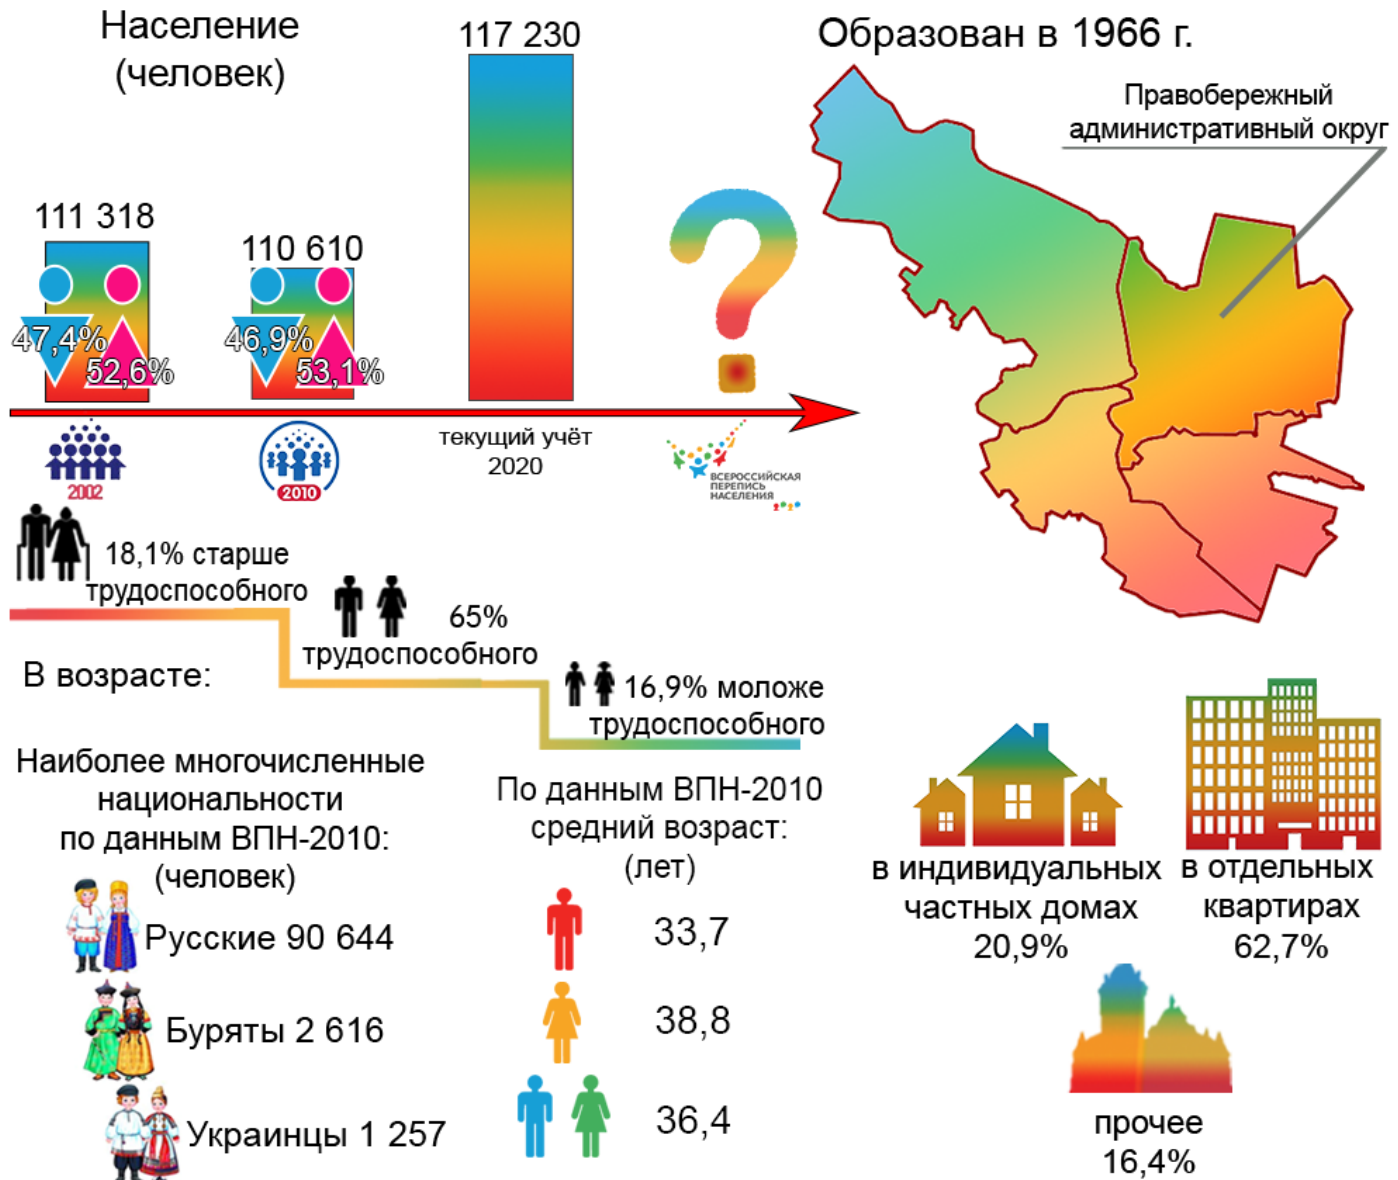 Население
(человек)
111 318
47,4%
52,6%
2002
110 610
46,9%
53,1%
2010
117 230
текущий учёт
2020
ВСЕРОССИЙСКАЯ
ПЕРЕПИСЬ
НАСЕЛЕНИЯ
2020
Образован в 1966 г.
Правобережный
административный округ
В возрасте:
18,1% старше
трудоспособного
65%
трудоспособного
16,9% моложе
трудоспособного
Наиболее многочисленные
национальности
по данным ВПН-2010:
(человек)
Русские 90 644
Буряты 2 616
Украинцы 1 257
По данным ВПН-2010
средний возраст:
(лет)
33,7
38,8
36,4
в индивидуальных
частных домах
20,9%
в отдельных
квартирах
62,7%
прочее
16,4%